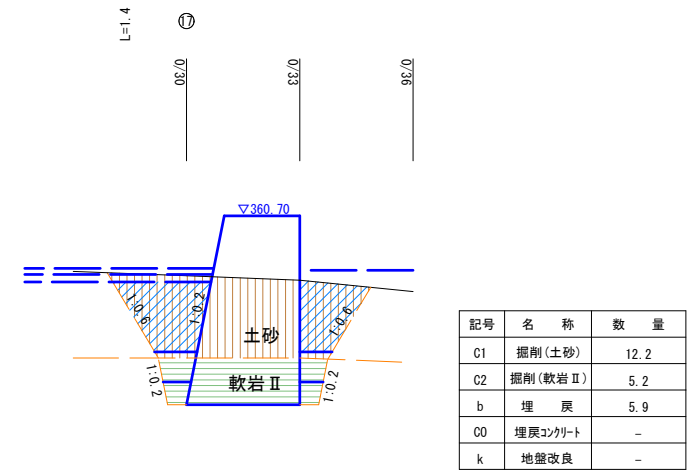 L=1.4
⑰
0/30
0/33
0/36
▽360.70
1:0.6
1:0.2
1:0.6
土砂
1:0.2
軟岩Ⅱ
1:0.2
記号 名 称 数 量
C1 掘削(土砂) 12.2
C2 掘削(軟岩Ⅱ) 5.2
b 埋 戻 5.9
CO 埋戻ｺﾝｸﾘｰﾄ −
k 地盤改良 −